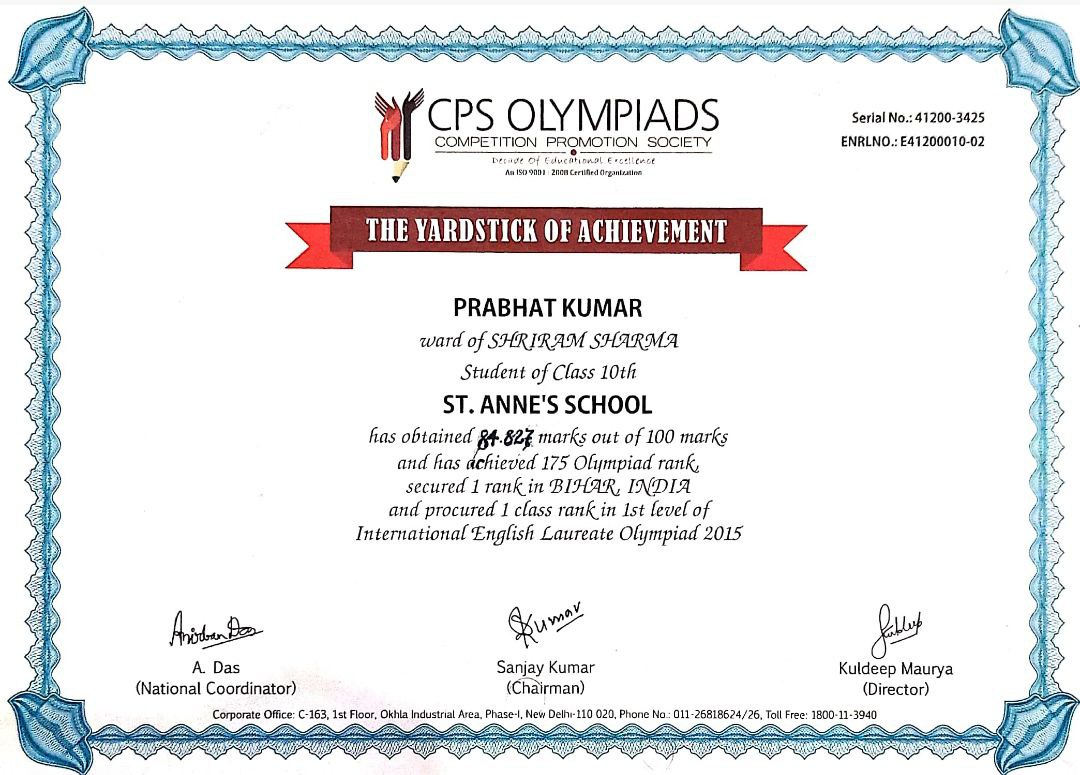 CPS OLYMPIADS
COMPETITION PROMOTION SOCIETY
Decade Of Educational Excellence
An ISO 9001 : 2008 Certified Organization
Serial No.: 41200-3425
ENRLNO.: E41200010-02
THE YARDSTICK OF ACHIEVEMENT
PRABHAT KUMAR
ward of SHRIRAM SHARMA
Student of Class 10th
ST. ANNE'S SCHOOL
has obtained 84.827 marks out of 100 marks
and has achieved 175 Olympiad rank,
secured 1 rank in BIHAR, INDIA
and procured 1 class rank in 1st level of
International English Laureate Olympiad 2015
Anirban Das
SKumar
Kuldeep
A. Das
(National Coordinator)
Sanjay Kumar
(Chairman)
Kuldeep Maurya
(Director)
Corporate Office: C-163, 1st Floor, Okhla Industrial Area, Phase-I, New Delhi-110 020, Phone No.: 011-26818624/26, Toll Free: 1800-11-3940